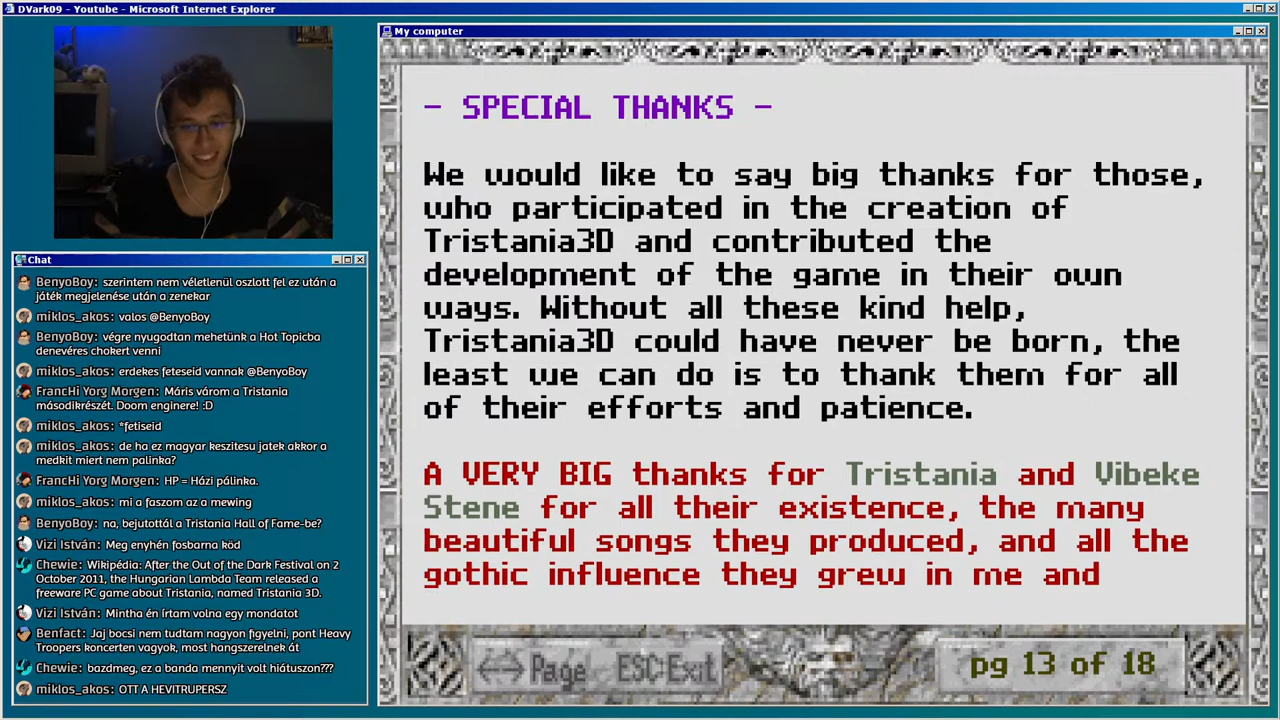 DVark09 - Youtube - Microsoft Internet Explorer
My computer
- SPECIAL THANKS -
We would like to say big thanks for those,
who participated in the creation of
Tristania3D and contributed the
development of the game in their own
ways. Without all these kind help,
Tristania3D could have never be born, the
least we can do is to thank them for all
of their efforts and patience.
A VERY BIG thanks for Tristania and Vibeke
Stene for all their existence, the many
beautiful songs they produced, and all the
gothic influence they grew in me and
Page ESC:Exit
pg 13 of 18
Chat
BenyoBoy: szerintem nem véletlenül oszlott fel ez után a
játék megjelenése után a zenekar
miklos_akos: valos @BenyoBoy
BenyoBoy: végre nyugodtan mehetünk a Hot Topicba
denevéres chokert venni
miklos_akos: erdekes feteseid vannak @BenyoBoy
FrancHi Yorg Morgen: Máris várom a Tristania
másodikrészét. Doom enginere! :D
miklos_akos: *fetiseid
miklos_akos: de ha ez magyar keszitesu jatek akkor a
medkit miert nem palinka?
FrancHi Yorg Morgen: HP = Házi pálinka.
miklos_akos: mi a faszom az a mewing
BenyoBoy: na, bejutottál a Tristania Hall of Fame-be?
Vizi István: Meg enyhén fosbarna köd
Chewie: Wikipédia: After the Out of the Dark Festival on 2
October 2011, the Hungarian Lambda Team released a
freeware PC game about Tristania, named Tristania 3D.
Vizi István: Mintha én írtam volna egy mondatot
Benfact: Jaj bocsi nem tudtam nagyon figyelni, pont Heavy
Troopers koncerten vagyok, most hangszerelnek át
Chewie: bazdmeg, ez a banda mennyit volt hiátuszon???
miklos_akos: OTT A HEVITRUPERSZ